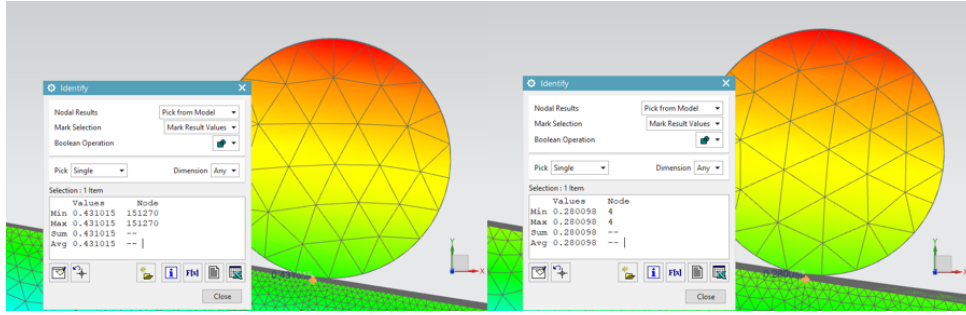 Identify
Nodal Results Pick from Model
Mark Selection Mark Result Values
Boolean Operation
Pick Single Dimension Any
Selection : 1 Item
Values Node
Min 0.431015 151270
Max 0.431015 151270
Sum 0.431015 --
Avg 0.431015 --
F(x)
Close
Y
X
Identify
Nodal Results Pick from Model
Mark Selection Mark Result Values
Boolean Operation
Pick Single Dimension Any
Selection : 1 Item
Values Node
Min 0.280098 4
Max 0.280098 4
Sum 0.280098 --
Avg 0.280098 --
F(x)
Close
Y
X